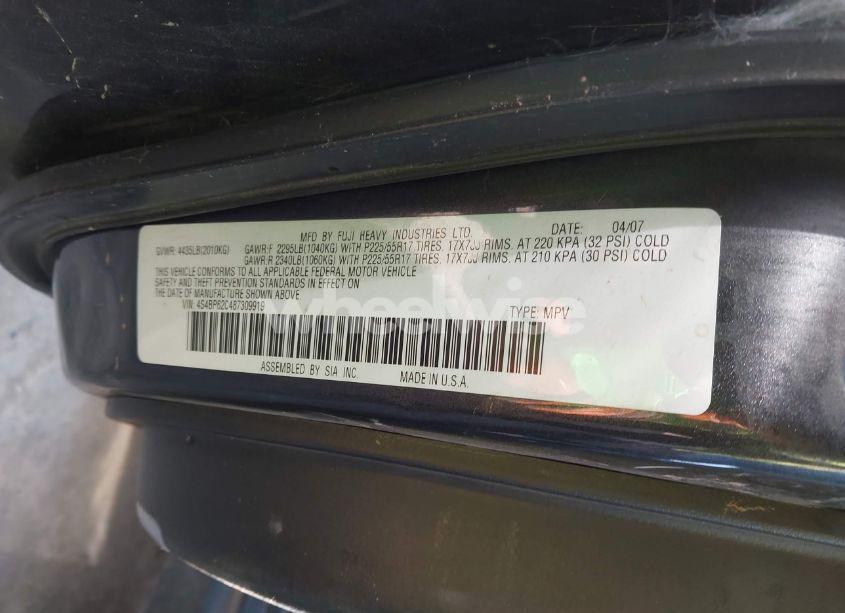 MFD BY FUJI HEAVY INDUSTRIES LTD. DATE: 04/07
GVWR: 4435LB(2010KG) GAWR:F 2295LB(1040KG) WITH P225/55R17 TIRES. 17X7JJ RIMS. AT 220 KPA (32 PSI) COLD
GAWR:R 2340LB(1060KG) WITH P225/55R17 TIRES. 17X7JJ RIMS. AT 210 KPA (30 PSI) COLD
THIS VEHICLE CONFORMS TO ALL APPLICABLE FEDERAL MOTOR VEHICLE
SAFETY AND THEFT PREVENTION STANDARDS IN EFFECT ON
THE DATE OF MANUFACTURE SHOWN ABOVE.
VIN: 4S4BP62C487309919 TYPE: MPV
ASSEMBLED BY SIA INC. MADE IN U.S.A.
wheelwire